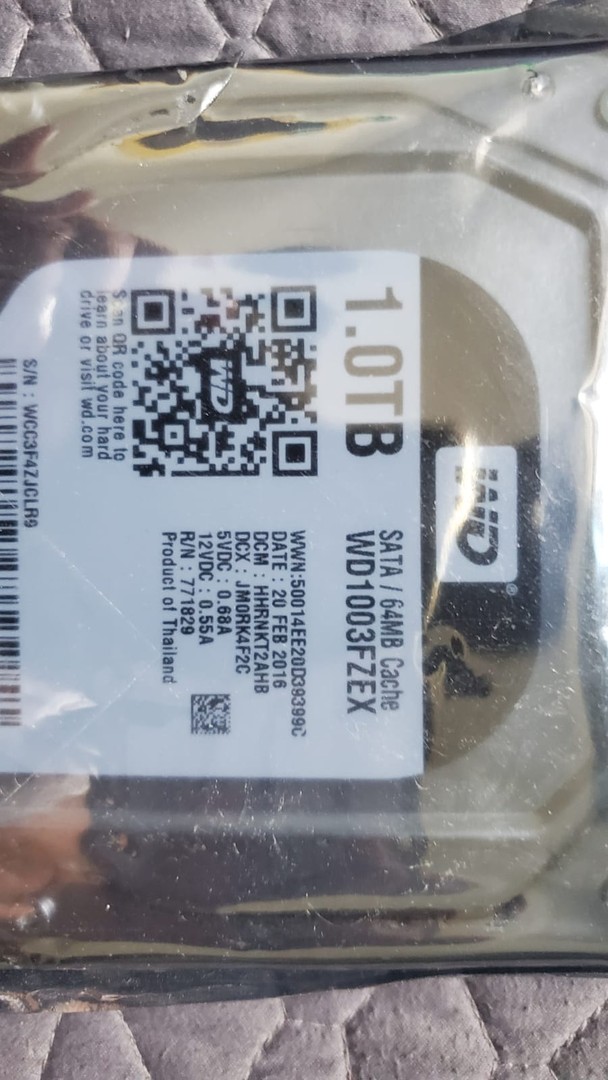 1.0TB
WD
®
SATA / 64MB Cache
WD1003FZEX
WD
Scan QR code here to
learn about your hard
drive or visit wd.com
WWN:50014EE20D39399C
DATE : 20 FEB 2016
DCM : HHRNKT2AHB
DCX : JM0RK4F2C
5VDC : 0.68A
12VDC : 0.55A
R/N : 771829
Product of Thailand
S/N : WCC3F4ZJCLR9